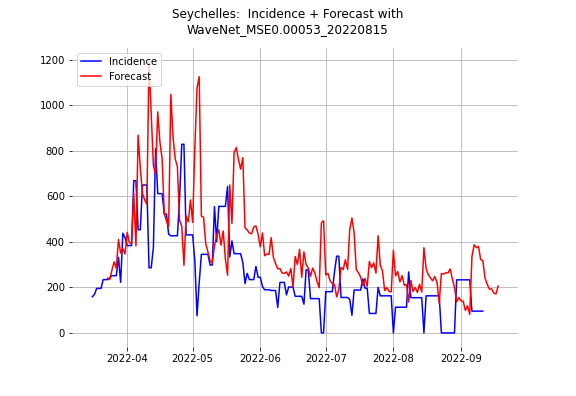 Seychelles:  Incidence + Forecast with
WaveNet_MSE0.00053_20220815
Incidence
Forecast
1200
1000
800
600
400
200
0
2022-04 2022-05 2022-06 2022-07 2022-08 2022-09